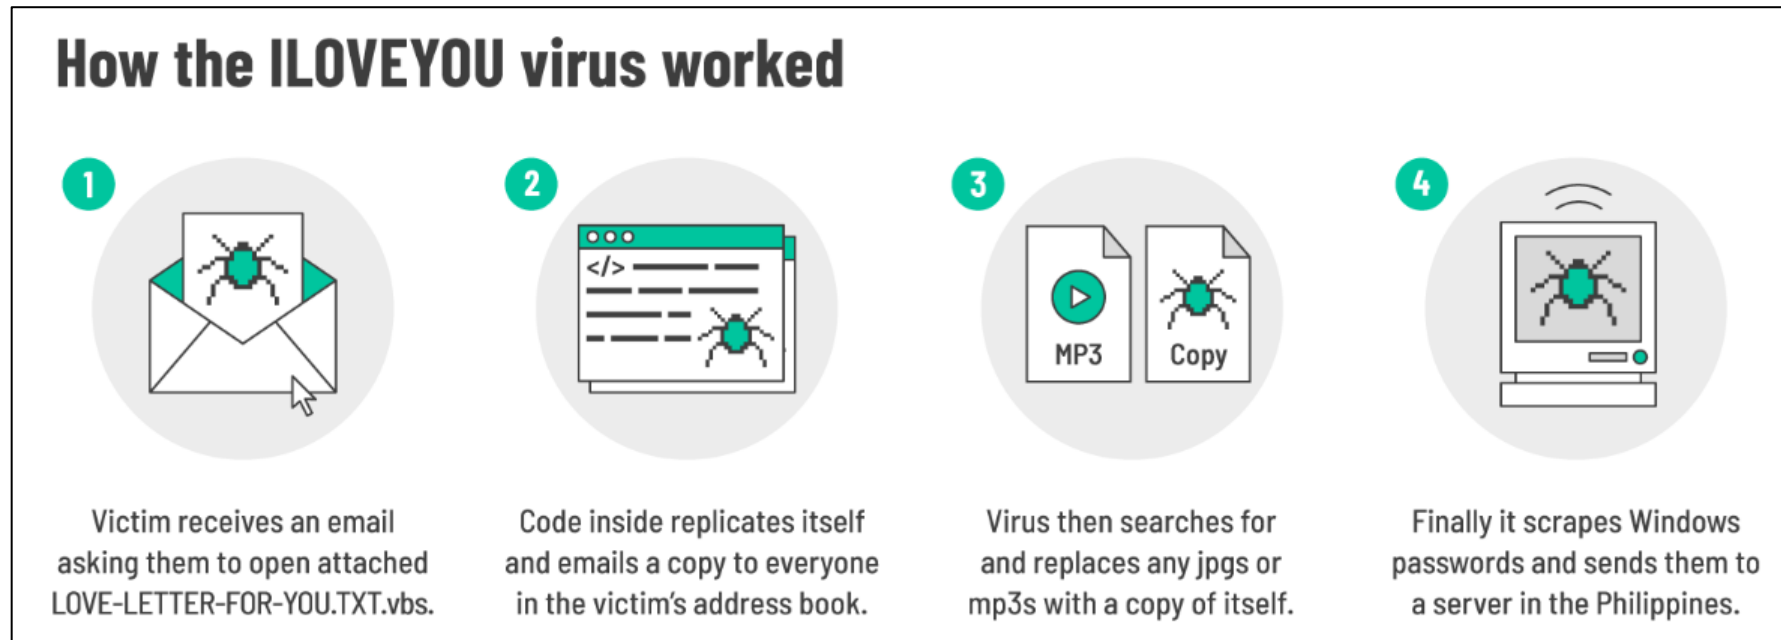 How the ILOVEYOU virus worked
1
Victim receives an email
asking them to open attached
LOVE-LETTER-FOR-YOU.TXT.vbs.
2
</>
Code inside replicates itself
and emails a copy to everyone
in the victim's address book.
3
MP3
Copy
Virus then searches for
and replaces any jpgs or
mp3s with a copy of itself.
4
Finally it scrapes Windows
passwords and sends them to
a server in the Philippines.